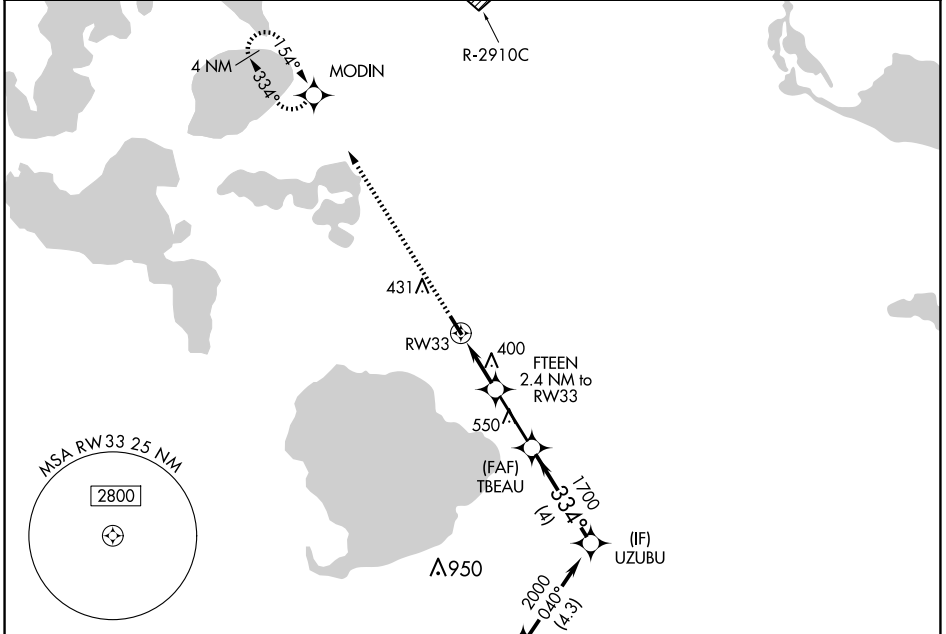 R-2910C
4 NM
154°
334°
MODIN
431
RW33
400
FTEEN
2.4 NM to
RW33
550
(FAF)
TBEAU
1700
334°
(4)
(IF)
UZUBU
MSA RW33 25 NM
2800
950
2000
040°
(4.3)